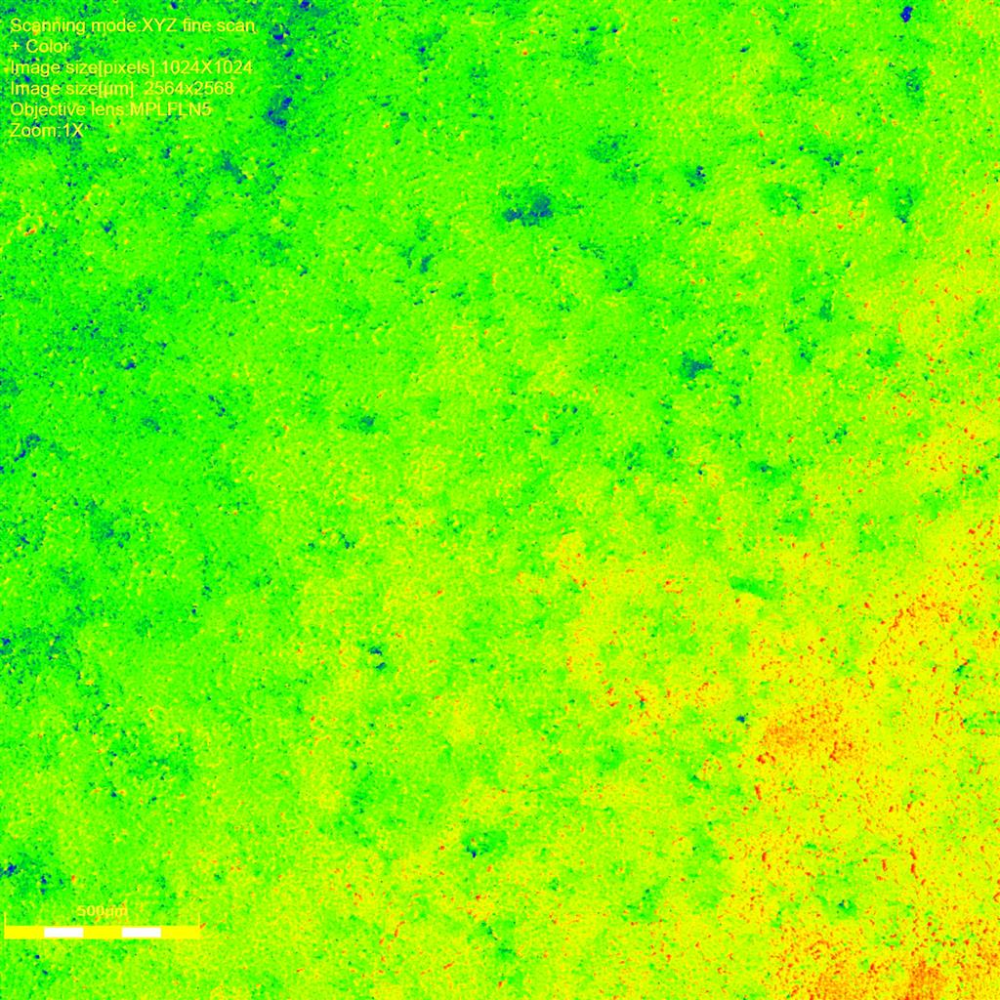 Scanning mode:XYZ fine scan
+ Color
Image size[pixels]:1024X1024
Image size[µm]: 2564x2568
Objective lens:MPLFLN5
Zoom:1X
500µm